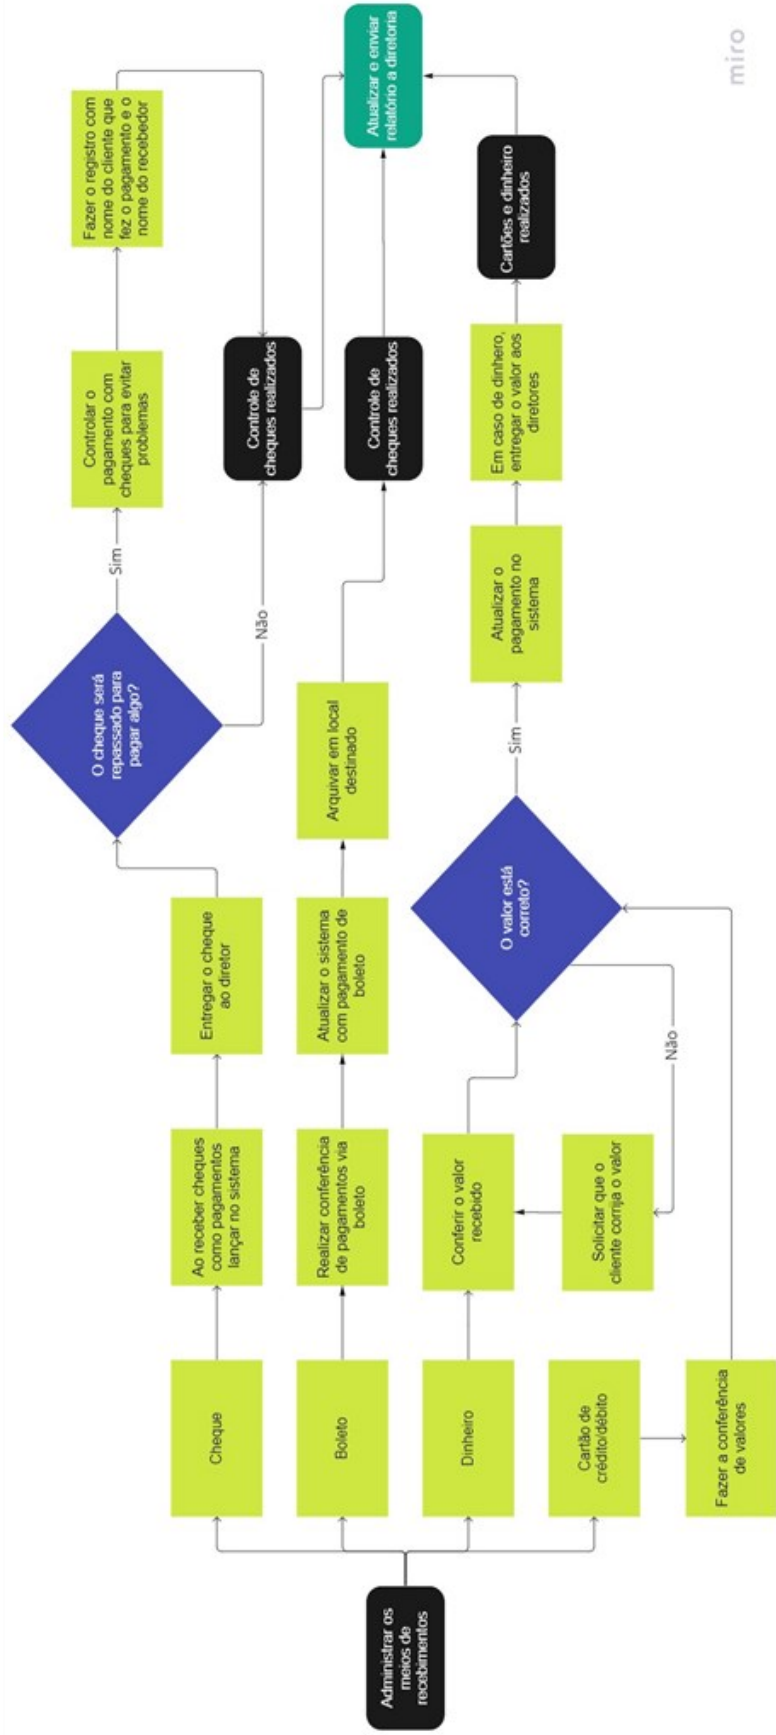 Administrar os
meios de
recebimentos
Cheque
Ao receber cheques
como pagamentos
lançar no sistema
Entregar o cheque
ao diretor
O cheque será
repassado para
pagar algo?
Sim
Controlar o
pagamento com
cheques para evitar
problemas
Fazer o registro com
nome do cliente que
fez o pagamento e o
nome do recebedor
Não
Controle de
cheques realizados
Boleto
Realizar conferência
de pagamentos via
boleto
Atualizar o sistema
com pagamento de
boleto
Arquivar em local
destinado
Controle de
cheques realizados
Atualizar e enviar
relatório a diretoria
Dinheiro
Conferir o valor
recebido
O valor está
correto?
Sim
Atualizar o
pagamento no
sistema
Em caso de dinheiro,
entregar o valor aos
diretores
Cartões e dinheiro
realizados
Não
Solicitar que o
cliente corrija o valor
Cartão de
crédito/débito
Fazer a conferência
de valores
miro